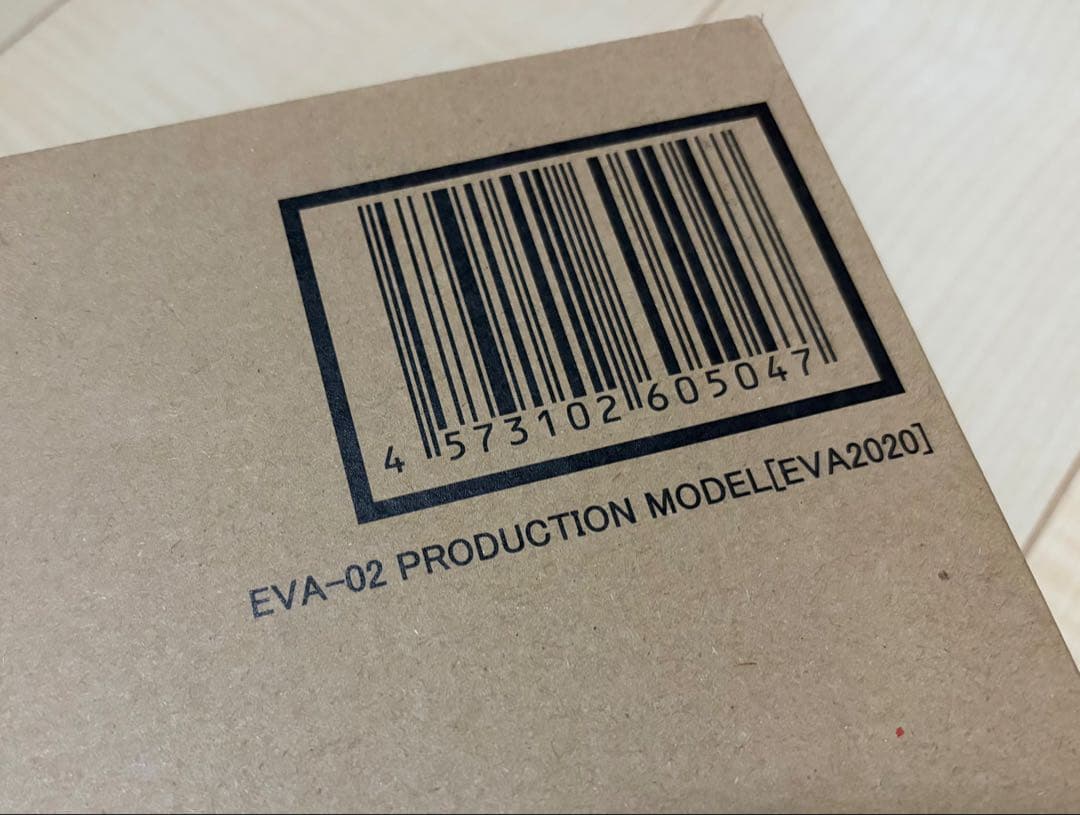 4 573102 605047
EVA-02 PRODUCTION MODEL[EVA2020]